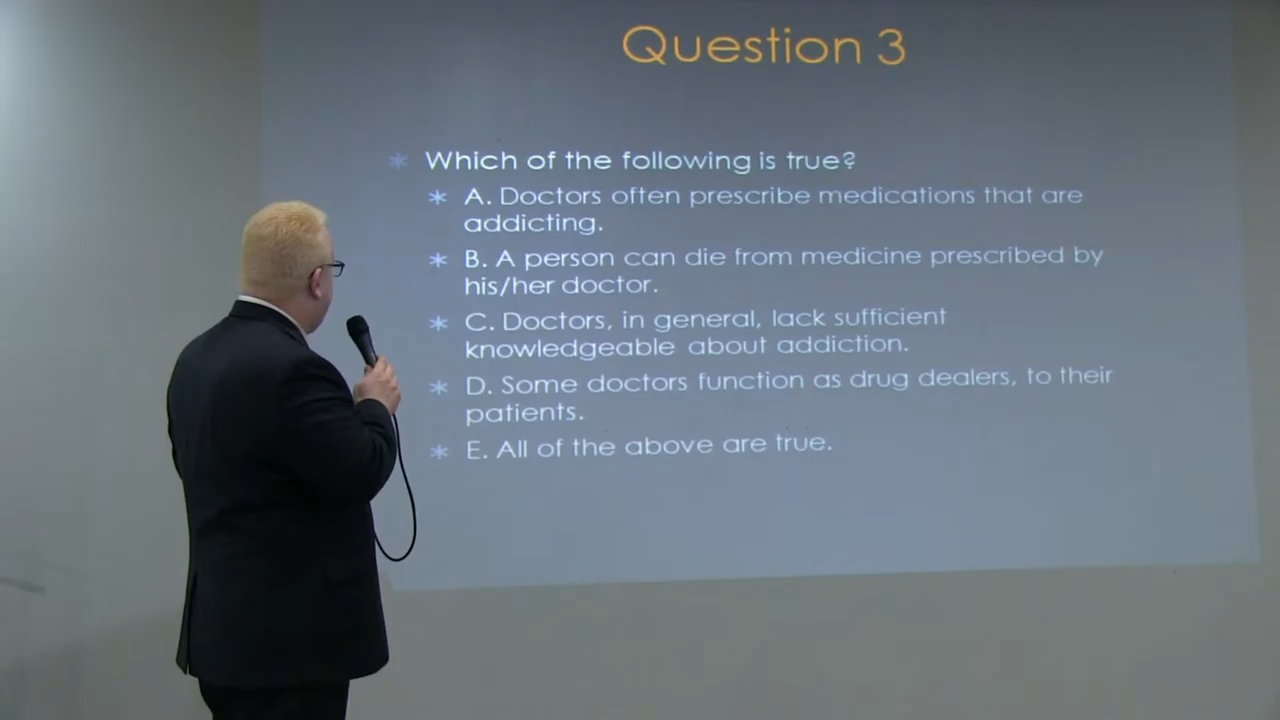 Question 3
* Which of the following is true?
* A. Doctors often prescribe medications that are
addicting.
* B. A person can die from medicine prescribed by
his/her doctor.
* C. Doctors, in general, lack sufficient
knowledgeable about addiction.
* D. Some doctors function as drug dealers, to their
patients.
* E. All of the above are true.